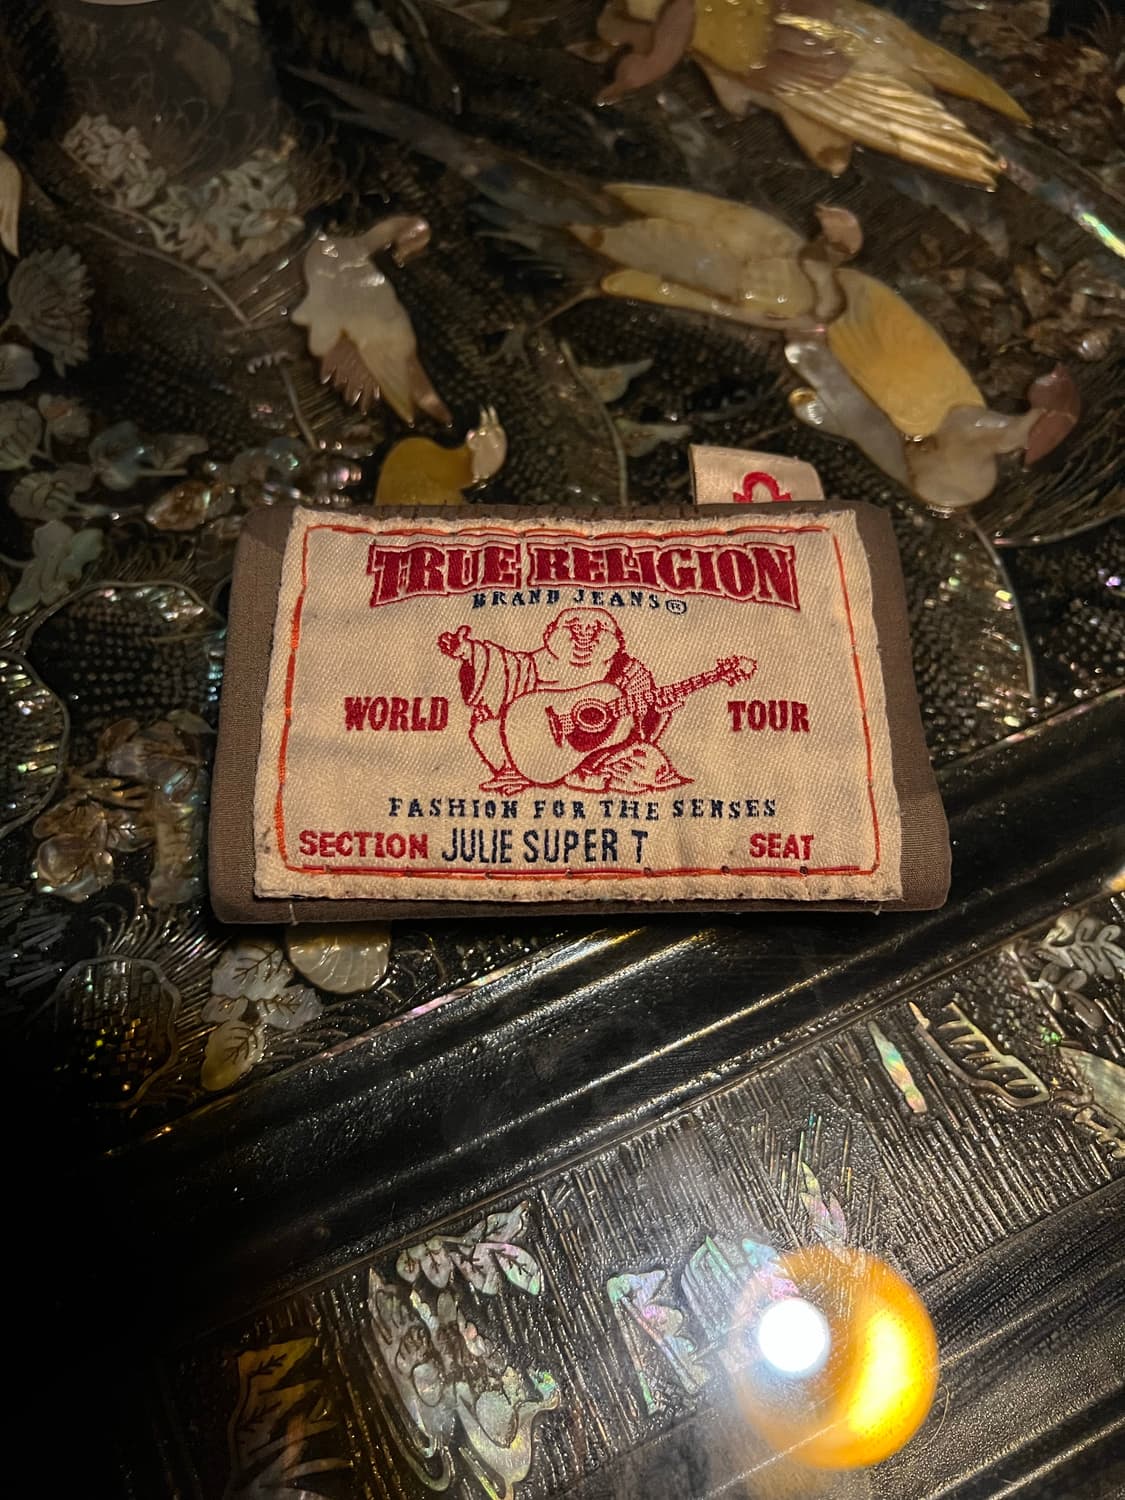 TRUE RELIGION
BRAND JEANS®
WORLD TOUR
FASHION FOR THE SENSES
SECTION JULIE SUPER T SEAT